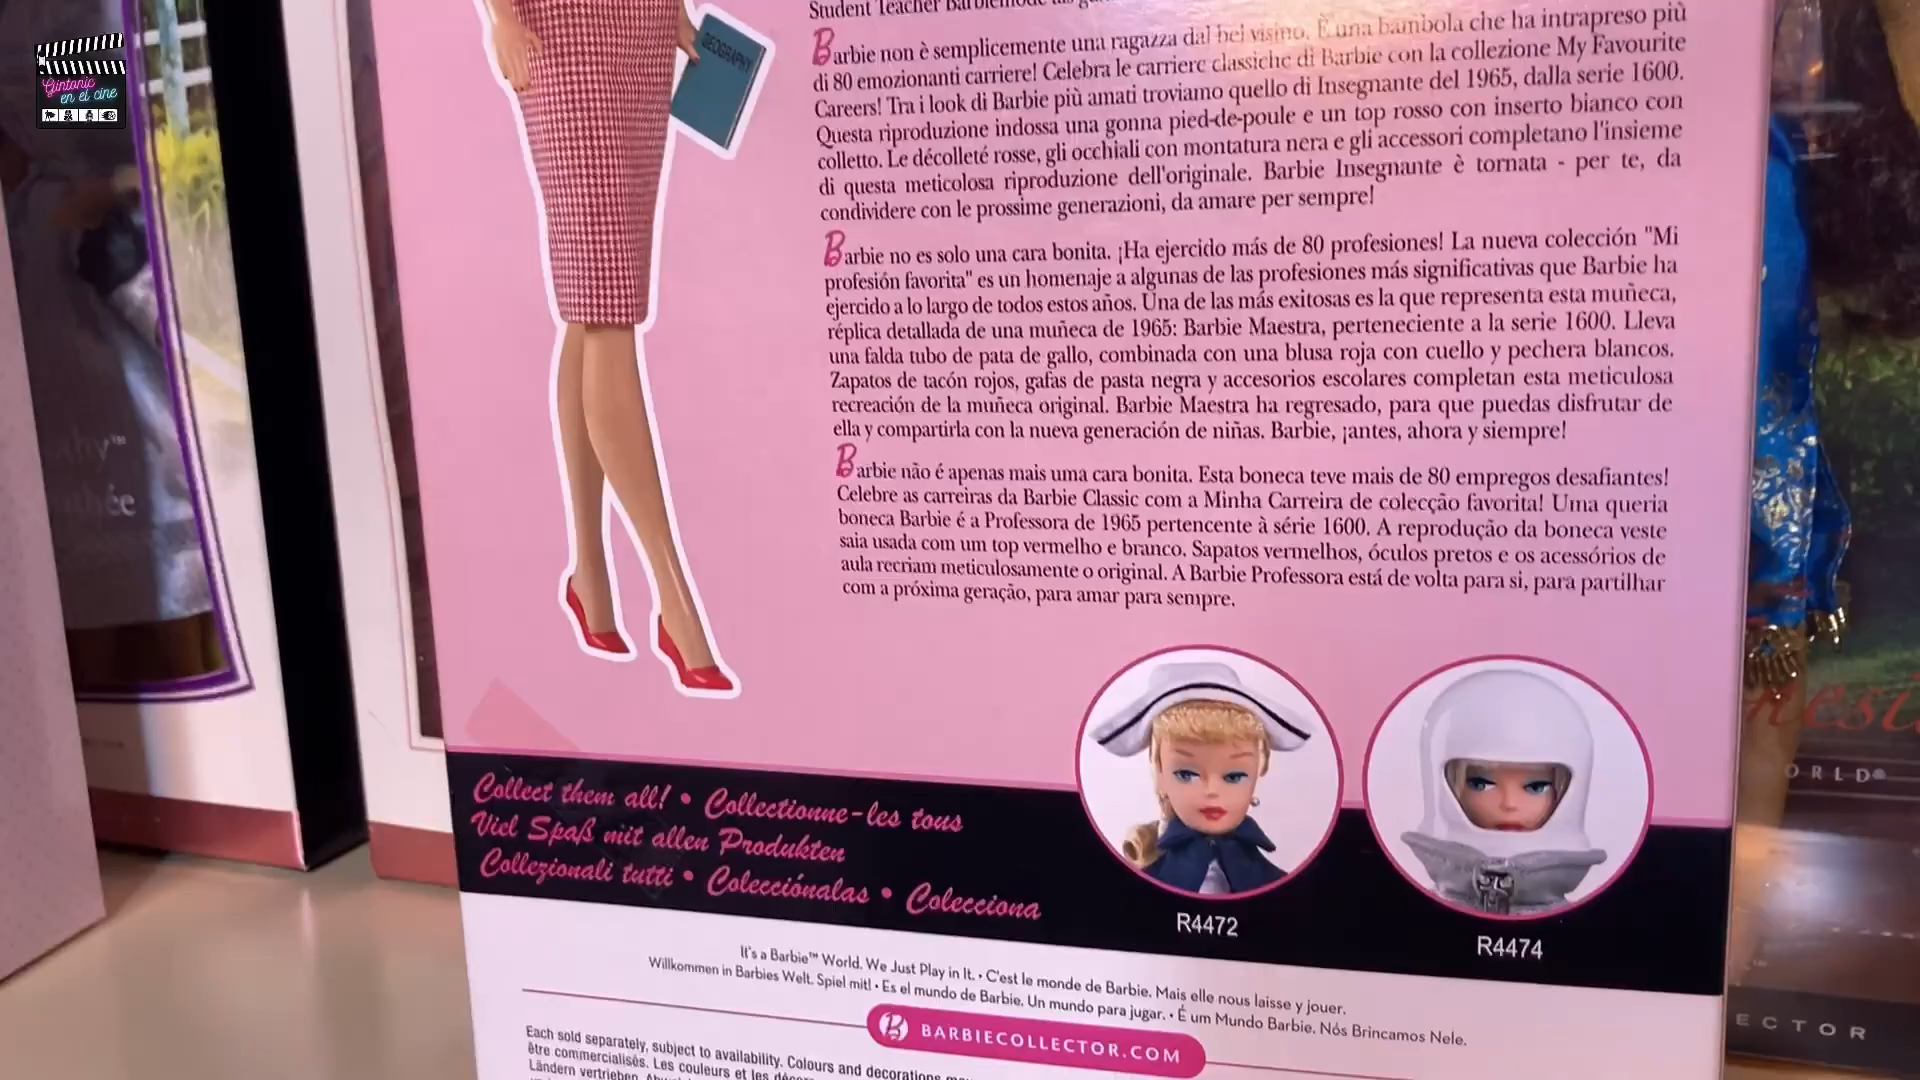 Gintonic
en el cine
GEOGRAPHY
Student Teacher Barbie
Barbie non è semplicemente una ragazza dal bel visino. È una bambola che ha intrapreso più
di 80 emozionanti carriere! Celebra le carriere classiche di Barbie con la collezione My Favourite
Careers! Tra i look di Barbie più amati troviamo quello di Insegnante del 1965, dalla serie 1600.
Questa riproduzione indossa una gonna pied-de-poule e un top rosso con inserto bianco con
colletto. Le décolleté rosse, gli occhiali con montatura nera e gli accessori completano l'insieme
di questa meticolosa riproduzione dell'originale. Barbie Insegnante è tornata - per te, da
condividere con le prossime generazioni, da amare per sempre!
Barbie no es solo una cara bonita. ¡Ha ejercido más de 80 profesiones! La nueva colección "Mi
profesión favorita" es un homenaje a algunas de las profesiones más significativas que Barbie ha
ejercido a lo largo de todos estos años. Una de las más exitosas es la que representa esta muñeca,
réplica detallada de una muñeca de 1965: Barbie Maestra, perteneciente a la serie 1600. Lleva
una falda tubo de pata de gallo, combinada con una blusa roja con cuello y pechera blancos.
Zapatos de tacón rojos, gafas de pasta negra y accesorios escolares completan esta meticulosa
recreación de la muñeca original. Barbie Maestra ha regresado, para que puedas disfrutar de
ella y compartirla con la nueva generación de niñas. Barbie, ¡antes, ahora y siempre!
Barbie não é apenas mais uma cara bonita. Esta boneca teve mais de 80 empregos desafiantes!
Celebre as carreiras da Barbie Classic com a Minha Carreira de colecção favorita! Uma queria
boneca Barbie é a Professora de 1965 pertencente à série 1600. A reprodução da boneca veste
saia usada com um top vermelho e branco. Sapatos vermelhos, óculos pretos e os acessórios de
aula recriam meticulosamente o original. A Barbie Professora está de volta para si, para partilhar
com a próxima geração, para amar para sempre.
Collect them all! • Collectionne-les tous
Viel Spaß mit allen Produkten
Collezionali tutti • Colecciónalas • Colecciona
R4472
R4474
It's a Barbie™ World. We Just Play in It. • C'est le monde de Barbie. Mais elle nous laisse y jouer.
Willkommen in Barbies Welt. Spiel mit! • Es el mundo de Barbie. Un mundo para jugar. • É um Mundo Barbie. Nós Brincamos Nele.
B BARBIECOLLECTOR.COM
Each sold separately, subject to availability. Colours and decorations
être commercialisés. Les couleurs et les
Ländern vertrieben.
ORLD®
ECTOR